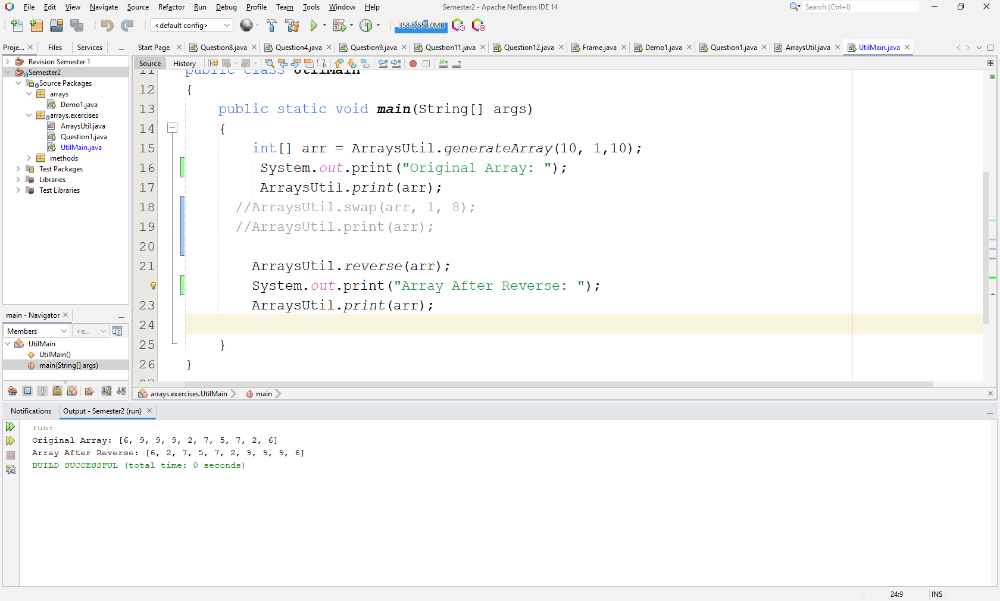 File Edit View Navigate Source Refactor Run Debug Profile Team Tools Window Help Semester2 - Apache NetBeans IDE 14 Search (Ctrl+I)
<default config> 358.5/558.0MB
Proje... Files Services
Start Page Question8.java Question4.java Question9.java Question11.java Question12.java Frame.java Demo1.java Question1.java ArraysUtil.java UtilMain.java
Source History
Revision Semester 1
Semester2
Source Packages
arrays
Demo1.java
arrays.exercises
ArraysUtil.java
Question1.java
UtilMain.java
methods
Test Packages
Libraries
Test Libraries
11 public class UtilMain
12 {
13 public static void main(String[] args)
14 {
15 int[] arr = ArraysUtil.generateArray(10, 1,10);
16 System.out.print("Original Array: ");
17 ArraysUtil.print(arr);
18 //ArraysUtil.swap(arr, 1, 8);
19 //ArraysUtil.print(arr);
20
21 ArraysUtil.reverse(arr);
System.out.print("Array After Reverse: ");
23 ArraysUtil.print(arr);
24
25 }
26 }
27
main - Navigator
Members <e...
UtilMain
UtilMain()
main(String[] args)
arrays.exercises.UtilMain main
Notifications Output - Semester2 (run)
run:
Original Array: [6, 9, 9, 9, 2, 7, 5, 7, 2, 6]
Array After Reverse: [6, 2, 7, 5, 7, 2, 9, 9, 9, 6]
BUILD SUCCESSFUL (total time: 0 seconds)
24:9 INS